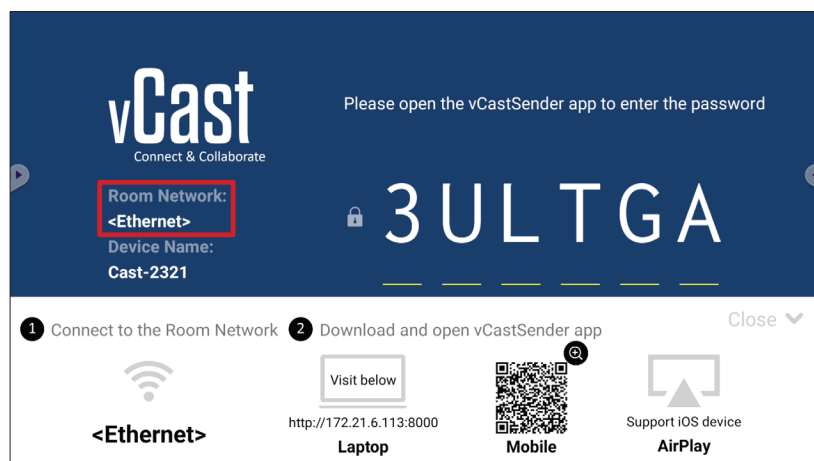 vCast
Connect & Collaborate
Please open the vCastSender app to enter the password
Room Network:
<Ethernet>
Device Name:
Cast-2321
3ULTGA
1 Connect to the Room Network
<Ethernet>
2 Download and open vCastSender app
Close
Visit below
http://172.21.6.113:8000
Laptop
Mobile
Support iOS device
AirPlay